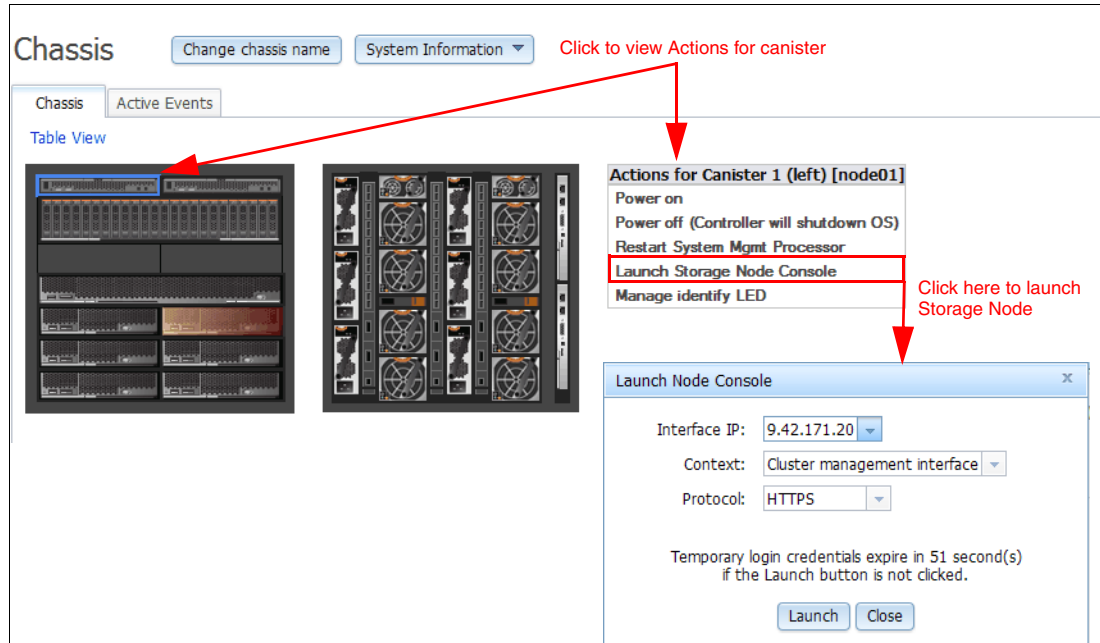 Chassis
Change chassis name
System Information
Click to view Actions for canister
Chassis
Active Events
Table View
Actions for Canister 1 (left) [node01]
Power on
Power off (Controller will shutdown OS)
Restart System Mgmt Processor
Launch Storage Node Console
Manage identify LED
Click here to launch
Storage Node
Launch Node Console
x
Interface IP: 9.42.171.20
Context: Cluster management interface
Protocol: HTTPS
Temporary login credentials expire in 51 second(s)
if the Launch button is not clicked.
Launch
Close